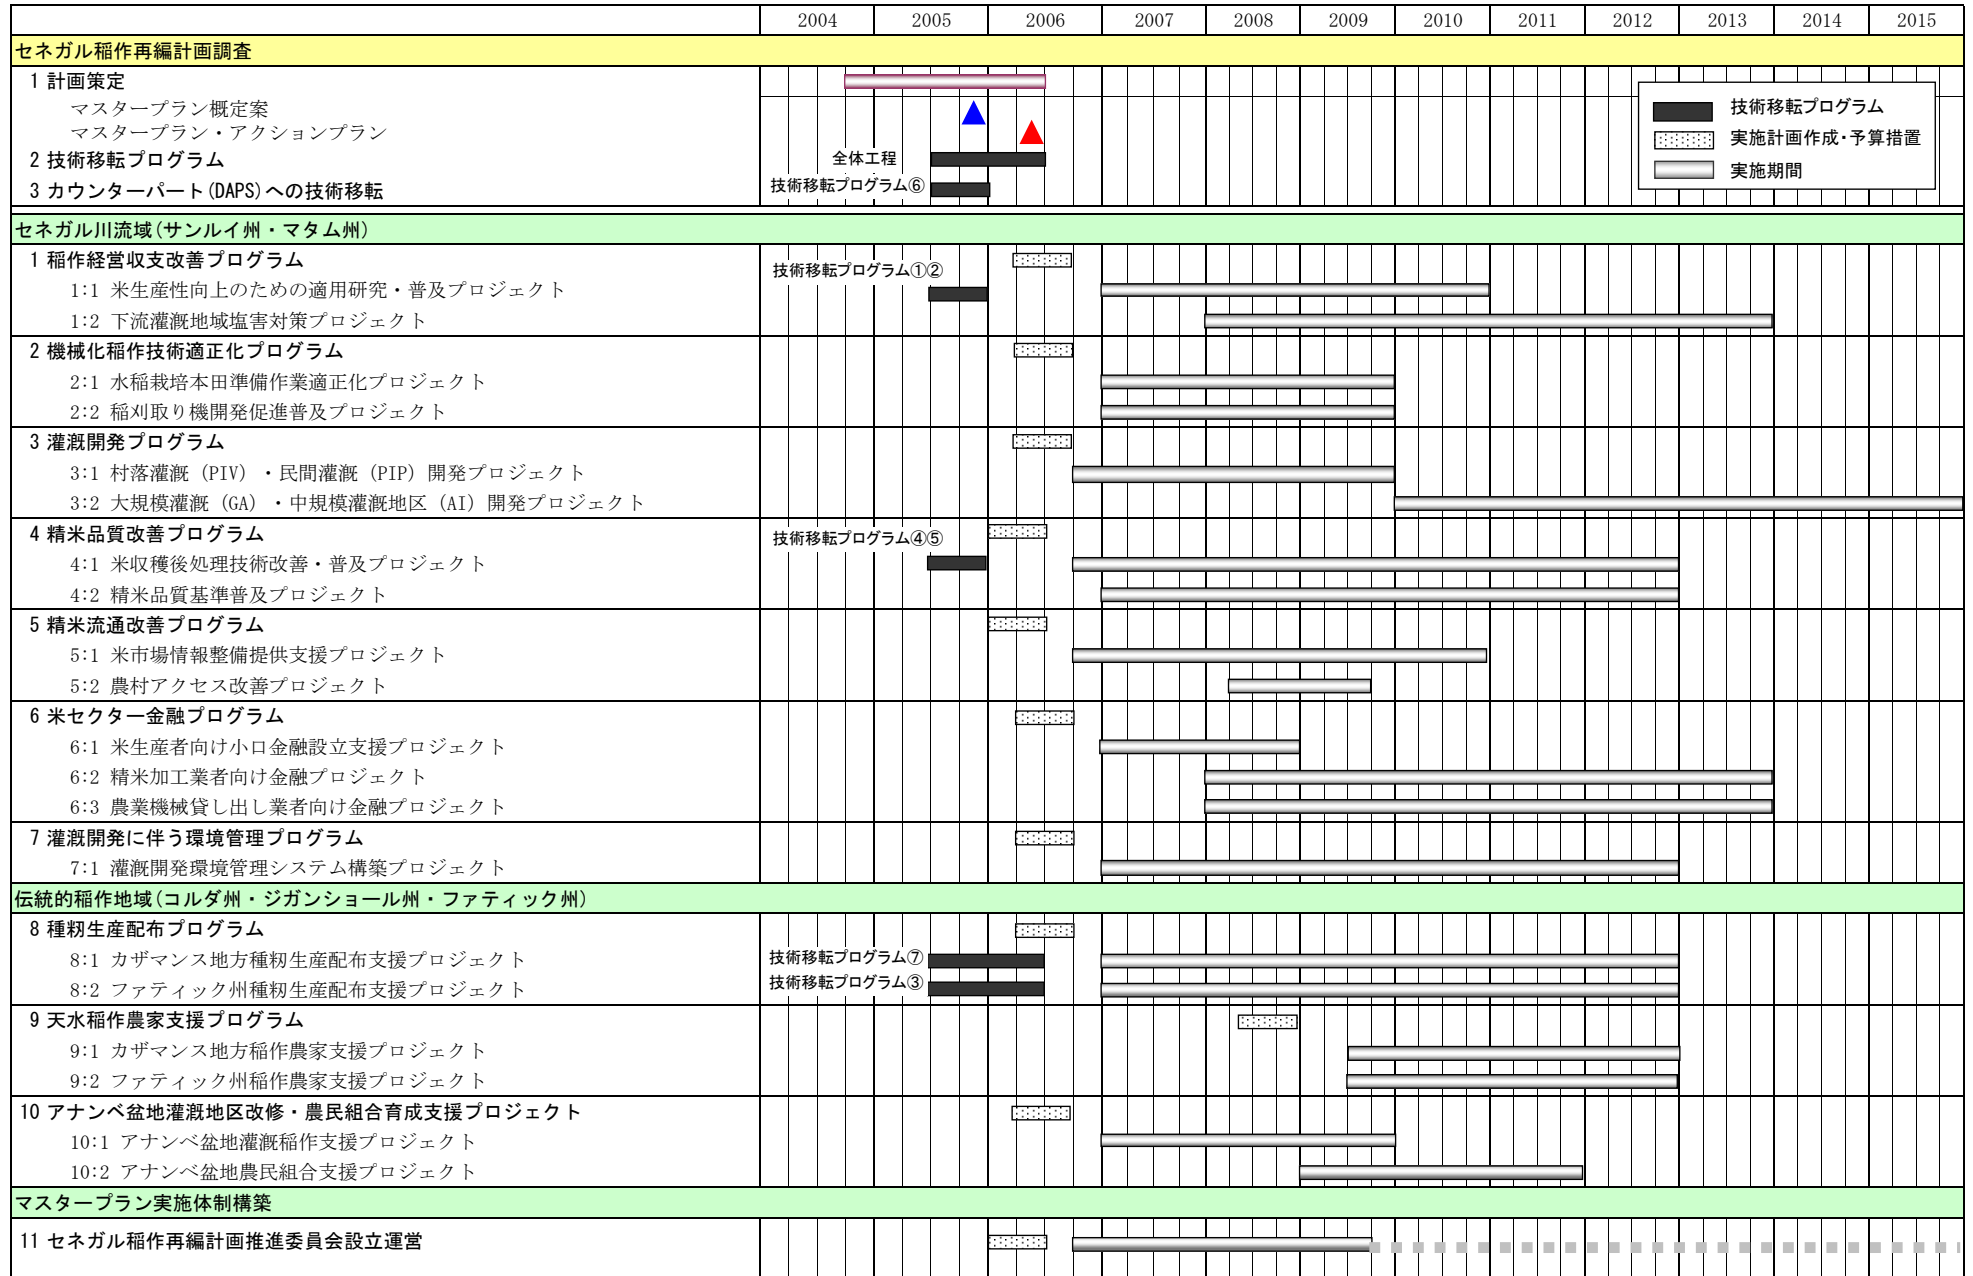 2004 2005 2006 2007 2008 2009 2010 2011 2012 2013 2014 2015
セネガル稲作再編計画調査
1 計画策定
マスタープラン概定案
マスタープラン・アクションプラン
2 技術移転プログラム
全体工程
3 カウンターパート(DAPS)への技術移転
技術移転プログラム⑥
技術移転プログラム
実施計画作成・予算措置
実施期間
セネガル川流域(サンルイ州・マタム州)
1 稲作経営収支改善プログラム
技術移転プログラム①②
1:1 米生産性向上のための適用研究・普及プロジェクト
1:2 下流灌漑地域塩害対策プロジェクト
2 機械化稲作技術適正化プログラム
2:1 水稲栽培本田準備作業適正化プロジェクト
2:2 稲刈取り機開発促進普及プロジェクト
3 灌漑開発プログラム
3:1 村落灌漑(PIV)・民間灌漑(PIP)開発プロジェクト
3:2 大規模灌漑(GA)・中規模灌漑地区(AI)開発プロジェクト
4 精米品質改善プログラム
技術移転プログラム④⑤
4:1 米収穫後処理技術改善・普及プロジェクト
4:2 精米品質基準普及プロジェクト
5 精米流通改善プログラム
5:1 米市場情報整備提供支援プロジェクト
5:2 農村アクセス改善プロジェクト
6 米セクター金融プログラム
6:1 米生産者向け小口金融設立支援プロジェクト
6:2 精米加工業者向け金融プロジェクト
6:3 農業機械貸し出し業者向け金融プロジェクト
7 灌漑開発に伴う環境管理プログラム
7:1 灌漑開発環境管理システム構築プロジェクト
伝統的稲作地域(コルダ州・ジガンショール州・ファティック州)
8 種籾生産配布プログラム
8:1 カザマンス地方種籾生産配布支援プロジェクト
技術移転プログラム⑦
8:2 ファティック州種籾生産配布支援プロジェクト
技術移転プログラム③
9 天水稲作農家支援プログラム
9:1 カザマンス地方稲作農家支援プロジェクト
9:2 ファティック州稲作農家支援プロジェクト
10 アナンベ盆地灌漑地区改修・農民組合育成支援プロジェクト
10:1 アナンベ盆地灌漑稲作支援プロジェクト
10:2 アナンベ盆地農民組合支援プロジェクト
マスタープラン実施体制構築
11 セネガル稲作再編計画推進委員会設立運営